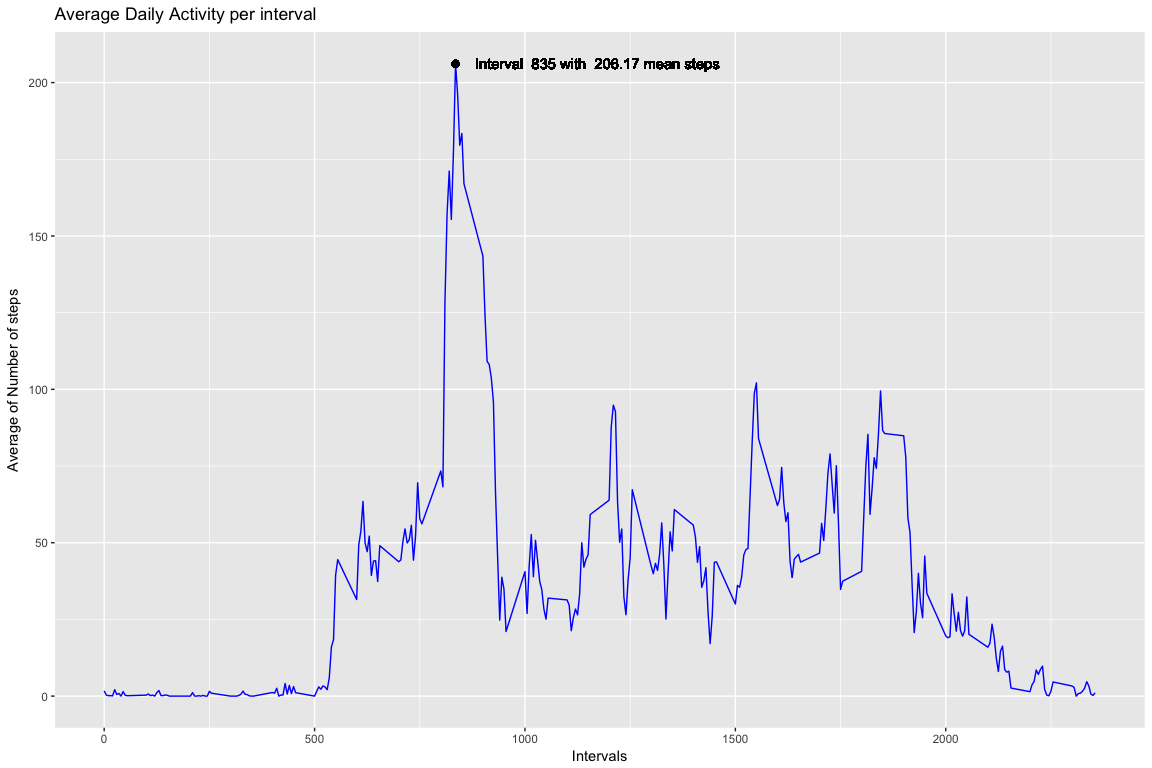 Average Daily Activity per interval
Interval  835 with  206.17 mean steps
200
150
100
50
0
Average of Number of steps
0 500 1000 1500 2000
Intervals